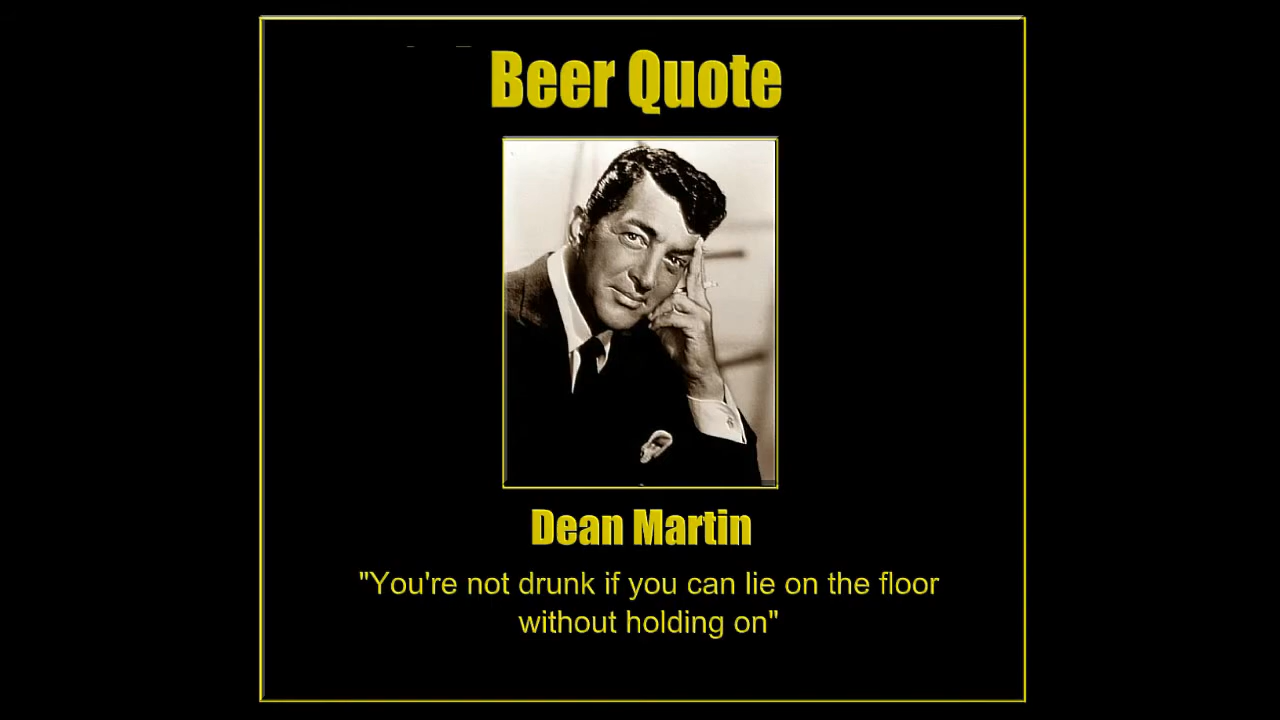 Beer Quote
Dean Martin
"You're not drunk if you can lie on the floor
without holding on"